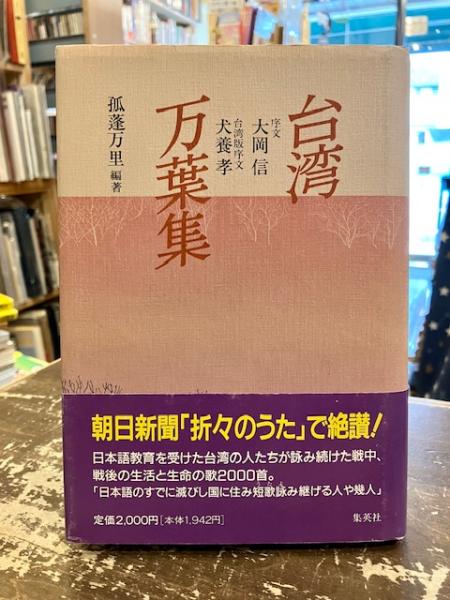 台湾
万葉集
序文
大岡信
台湾版序文
犬養孝
孤蓬万里 編著
朝日新聞「折々のうた」で絶讃!
日本語教育を受けた台湾の人たちが詠み続けた戦中、
戦後の生活と生命の歌2000首。
「日本語のすでに滅びし国に住み短歌詠み継げる人や幾人」
定価2,000円[本体1,942円]
集英社